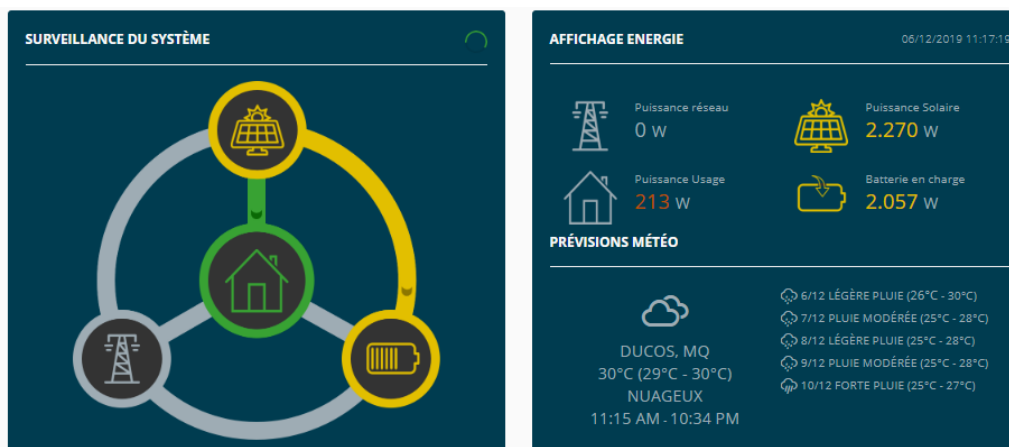 SURVEILLANCE DU SYSTÈME
AFFICHAGE ENERGIE
06/12/2019 11:17:19
Puissance réseau
0 W
Puissance Solaire
2.270 W
Puissance Usage
213 W
Batterie en charge
2.057 W
PRÉVISIONS MÉTÉO
DUCOS, MQ
30°C (29°C - 30°C)
NUAGEUX
11:15 AM - 10:34 PM
6/12 LÉGÈRE PLUIE (26°C - 30°C)
7/12 PLUIE MODÉRÉE (25°C - 28°C)
8/12 LÉGÈRE PLUIE (25°C - 28°C)
9/12 PLUIE MODÉRÉE (25°C - 28°C)
10/12 FORTE PLUIE (25°C - 27°C)